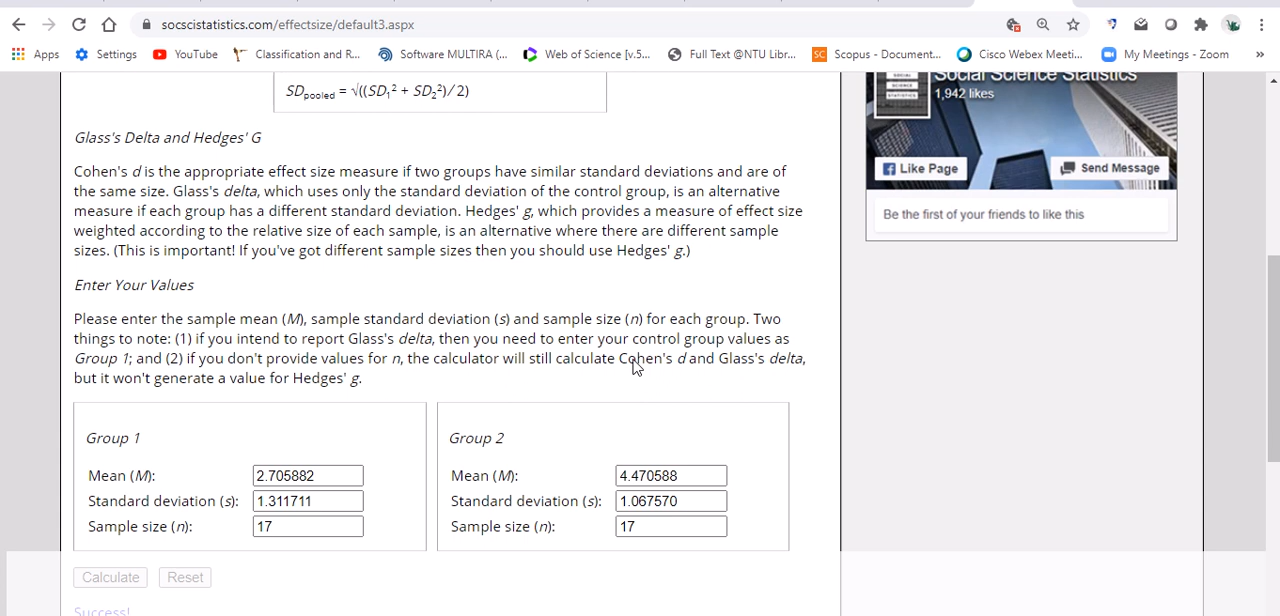 socscistatistics.com/effectsize/default3.aspx
Apps Settings YouTube Classification and R... Software MULTIRA (... Web of Science [v.5... Full Text @NTU Libr... SC Scopus - Document... Cisco Webex Meeti... My Meetings - Zoom »
SDpooled = √((SD₁² + SD₂²)/2)
Social Science Statistics
1,942 likes
SOCIAL
SCIENCE
STATISTICS
Like Page Send Message
Be the first of your friends to like this
Glass's Delta and Hedges' G
Cohen's d is the appropriate effect size measure if two groups have similar standard deviations and are of
the same size. Glass's delta, which uses only the standard deviation of the control group, is an alternative
measure if each group has a different standard deviation. Hedges' g, which provides a measure of effect size
weighted according to the relative size of each sample, is an alternative where there are different sample
sizes. (This is important! If you've got different sample sizes then you should use Hedges' g.)
Enter Your Values
Please enter the sample mean (M), sample standard deviation (s) and sample size (n) for each group. Two
things to note: (1) if you intend to report Glass's delta, then you need to enter your control group values as
Group 1; and (2) if you don't provide values for n, the calculator will still calculate Cohen's d and Glass's delta,
but it won't generate a value for Hedges' g.
Group 1
Mean (M): 2.705882
Standard deviation (s): 1.311711
Sample size (n): 17
Group 2
Mean (M): 4.470588
Standard deviation (s): 1.067570
Sample size (n): 17
Calculate Reset
Success!